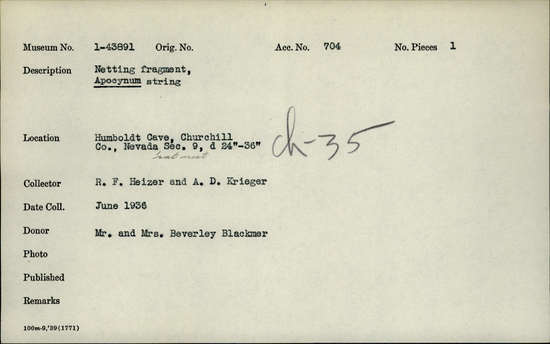 Museum No. 1-43891 Orig. No. Acc. No. 704 No. Pieces 1
Description Netting fragment,
Apocynum string
Location Humboldt Cave, Churchill
Co., Nevada Sec. 9, d 24"-36"
ch-35
Collector R. F. Heizer and A. D. Krieger
Date Coll. June 1936
Donor Mr. and Mrs. Beverley Blackmer
Photo
Published
Remarks
100m-9,'39(1771)